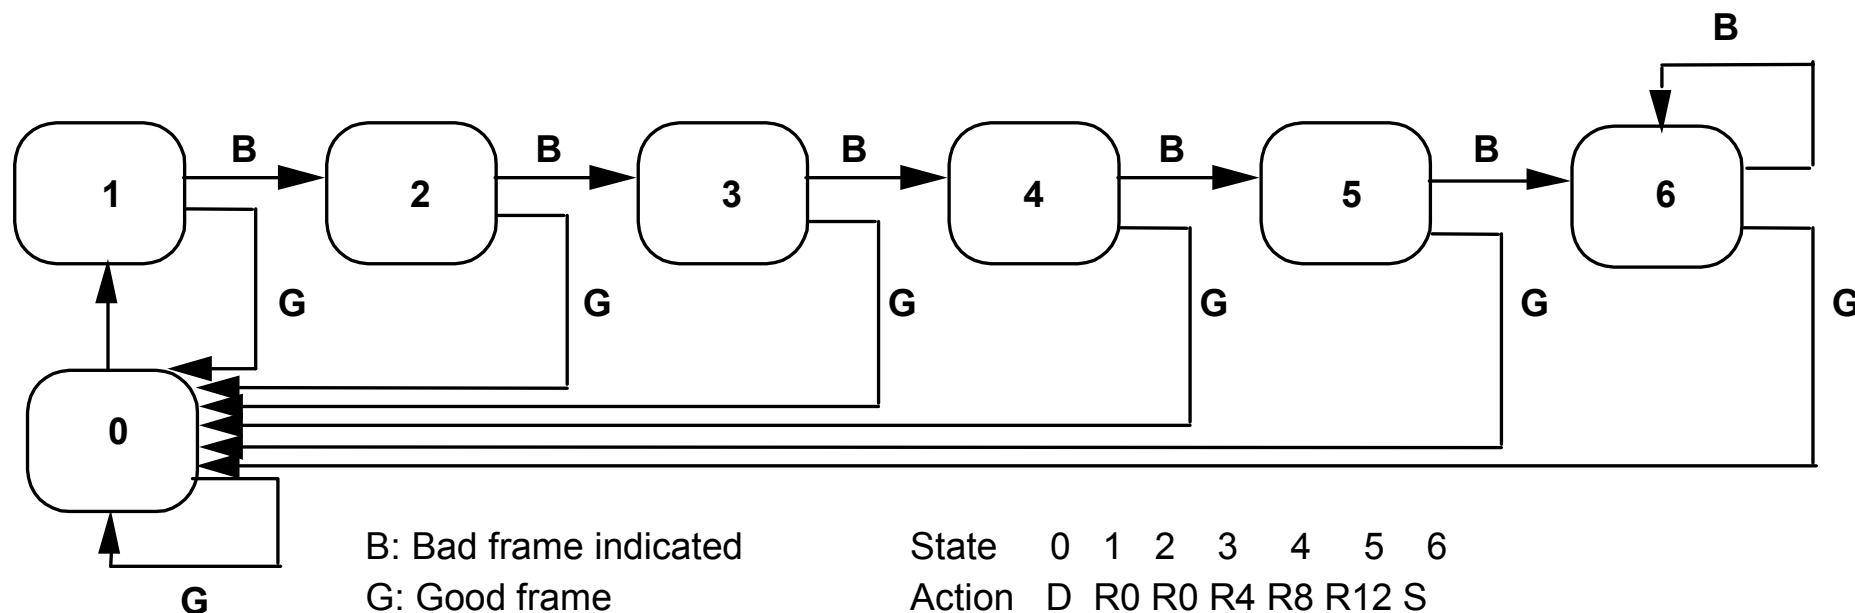 B
B B B B B
1 2 3 4 5 6
G G G G G G
0
B: Bad frame indicated State 0 1 2 3 4 5 6
G G: Good frame Action D R0 R0 R4 R8 R12 S